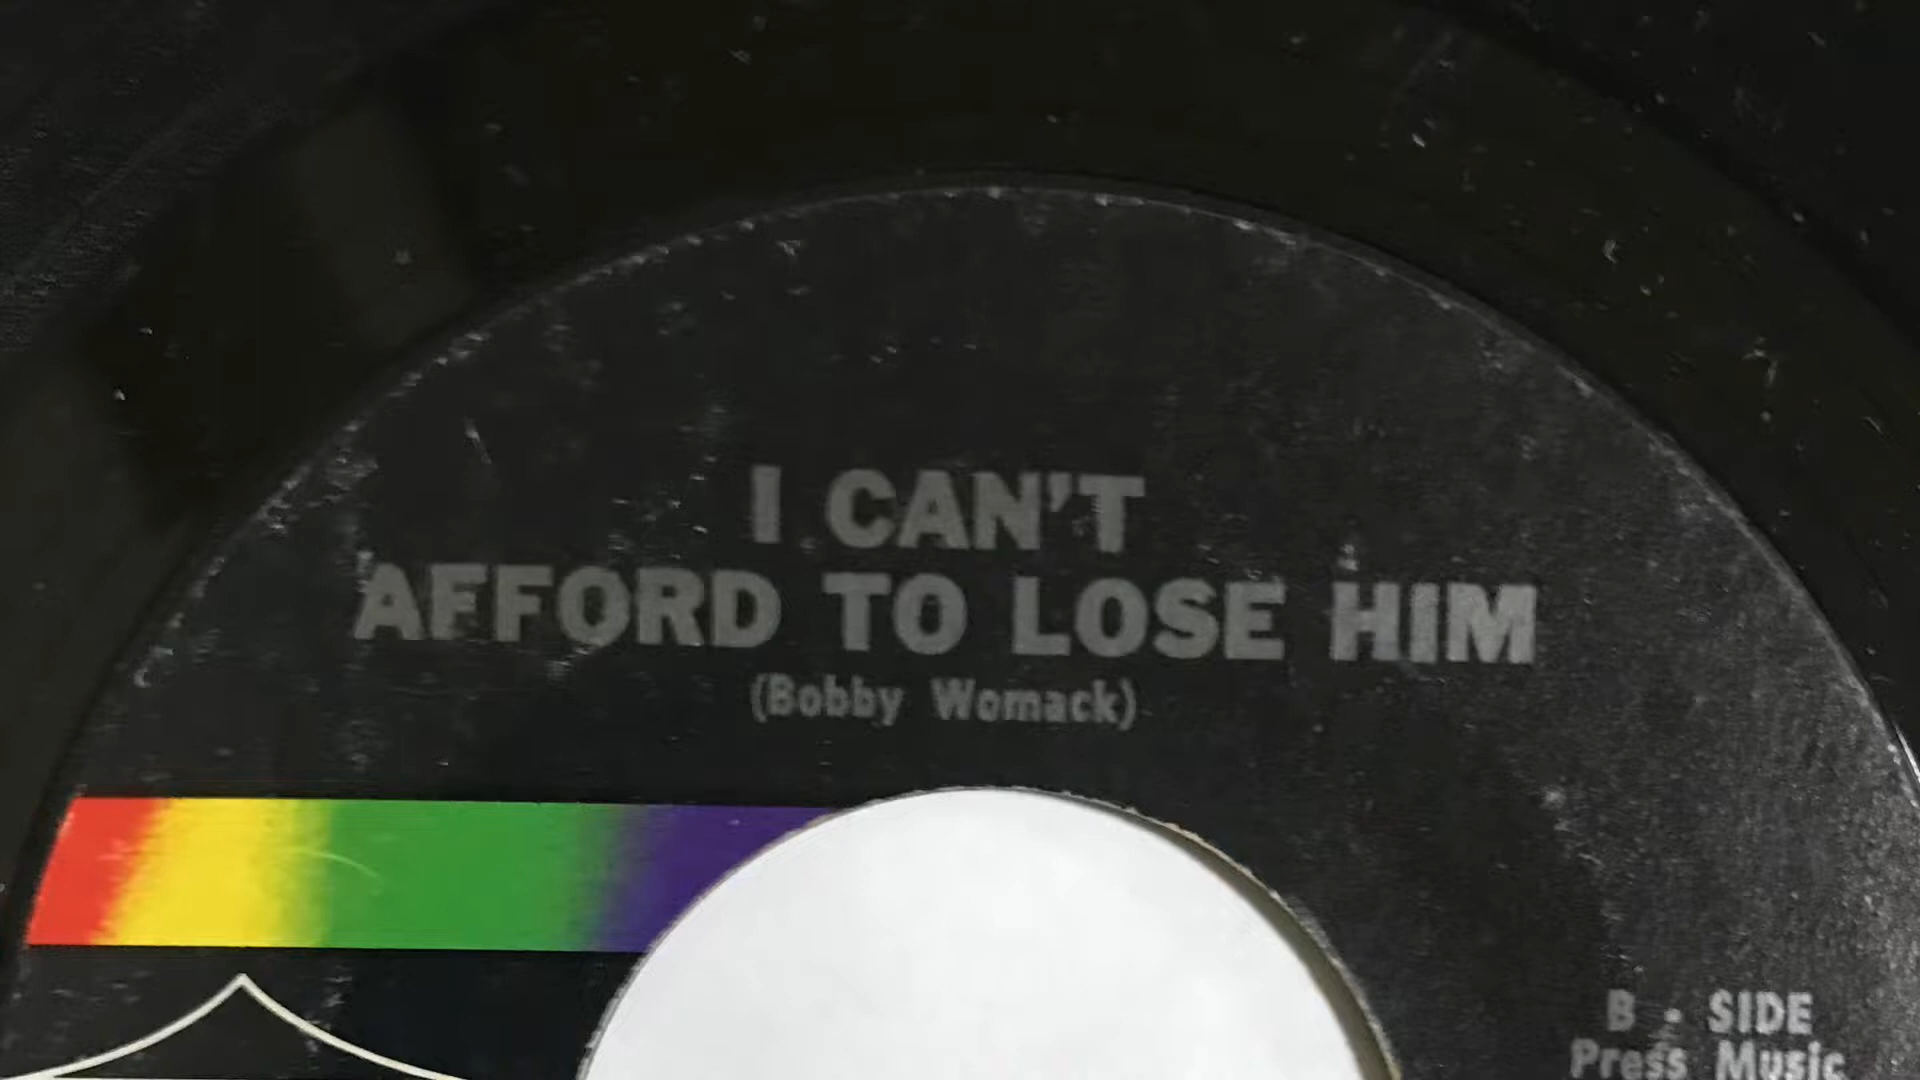 I CAN'T
AFFORD TO LOSE HIM
(Bobby Womack)
B - SIDE
Press Music